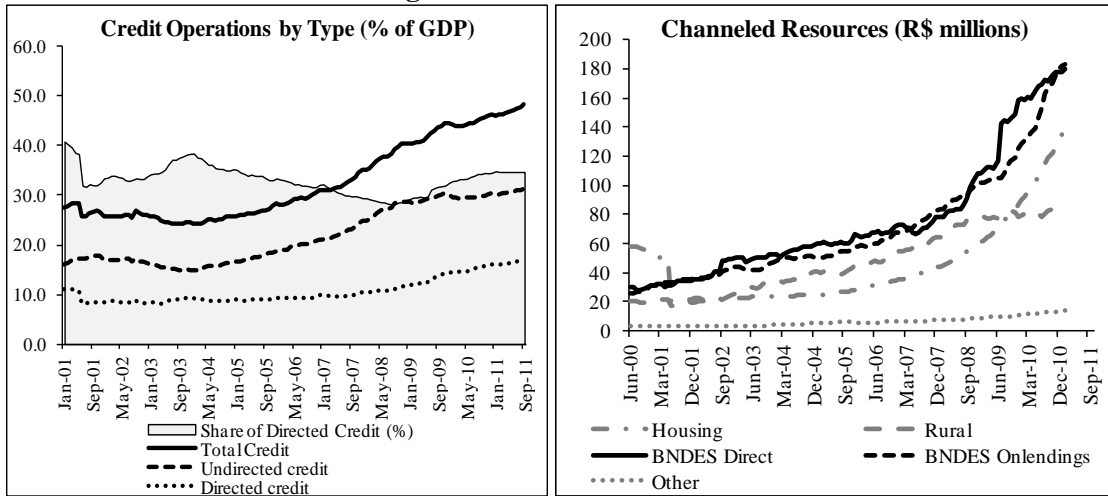 Credit Operations by Type (% of GDP)
60.0
50.0
40.0
30.0
20.0
10.0
0.0
Jan-01
Sep-01
May-02
Jan-03
Sep-03
May-04
Jan-05
Sep-05
May-06
Jan-07
Sep-07
May-08
Jan-09
Sep-09
May-10
Jan-11
Sep-11
Share of Directed Credit (%)
Total Credit
Undirected credit
Directed credit
Channeled Resources (R$ millions)
200
180
160
140
120
100
80
60
40
20
0
Jun-00
Mar-01
Dec-01
Sep-02
Jun-03
Mar-04
Dec-04
Sep-05
Jun-06
Mar-07
Dec-07
Sep-08
Jun-09
Mar-10
Dec-10
Sep-11
Housing
Rural
BNDES Direct
BNDES Onlendings
Other